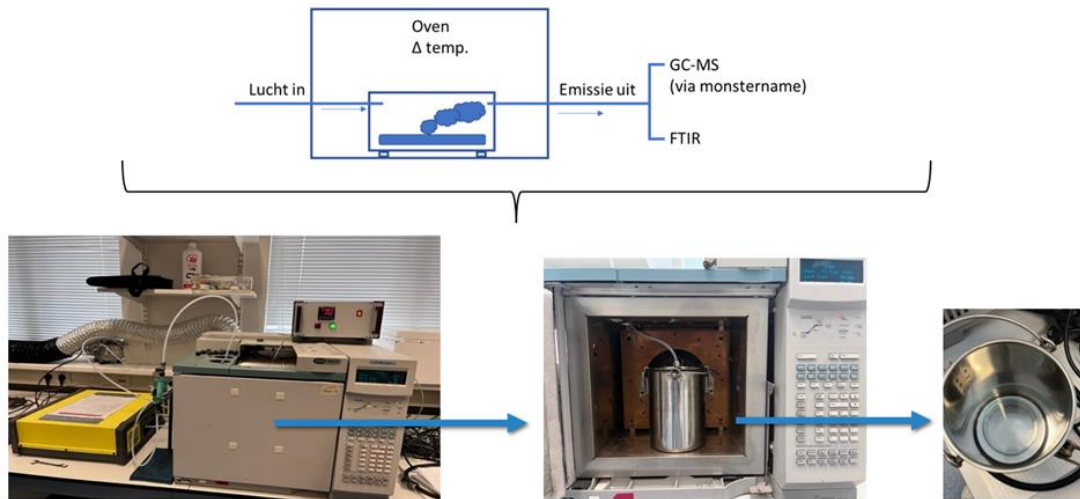 Oven
Δ temp.
Lucht in
Emissie uit
GC-MS
(via monstername)
FTIR